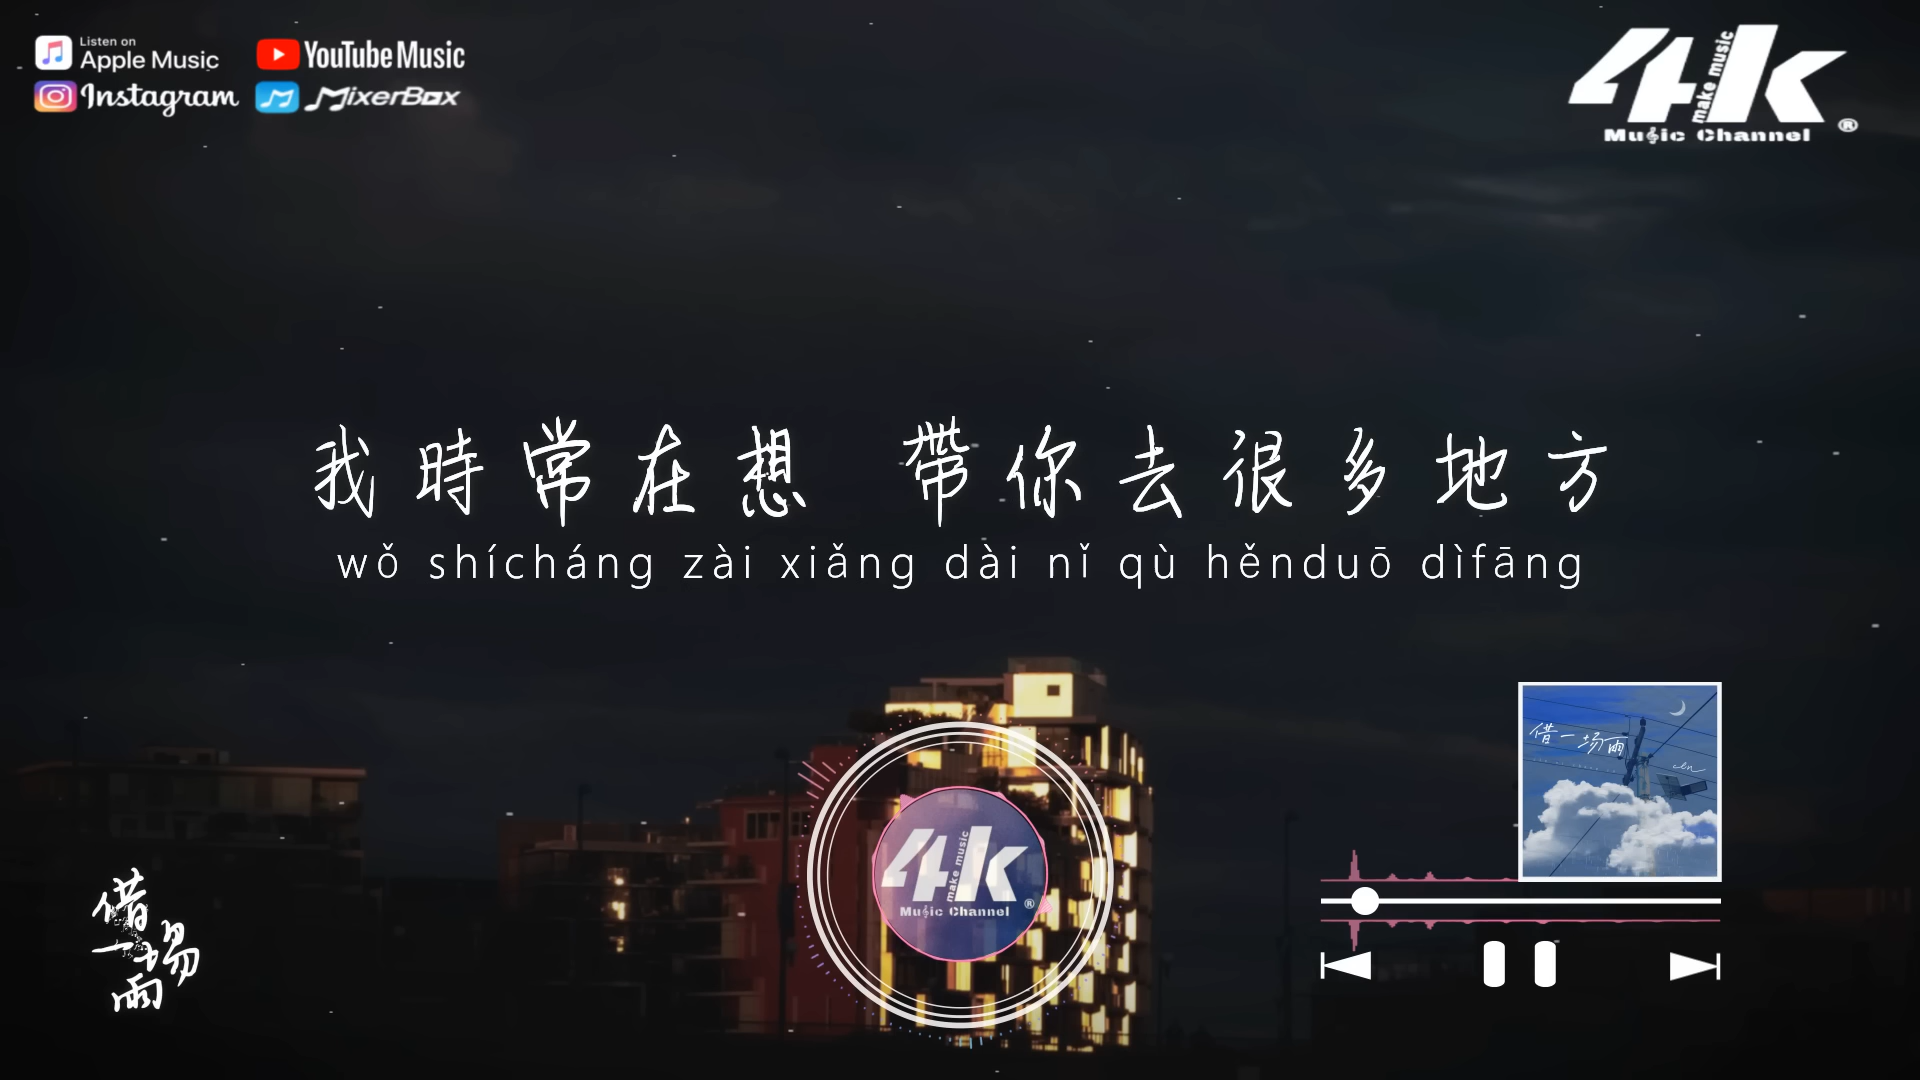 Listen on
Apple Music
YouTube Music
Instagram
MixerBox
4k
make music
Music Channel
®
我時常在想 帶你去很多地方
wǒ shícháng zài xiǎng dài nǐ qù hěnduō dìfāng
借一场雨
4k
make music
Music Channel
®
借一場雨